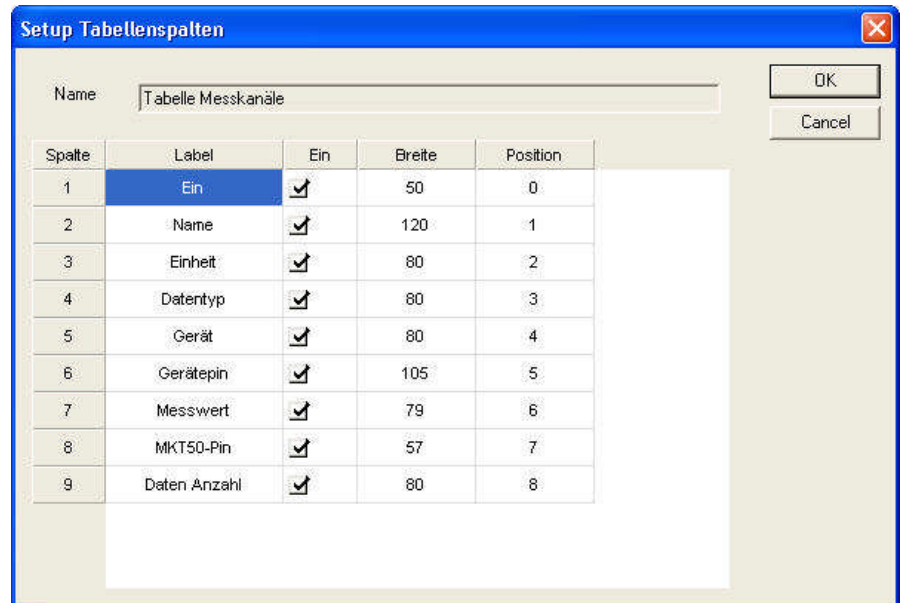 Setup Tabellenspalten
OK
Name Tabelle Messkanäle
Cancel
Spalte Label Ein Breite Position
1 Ein 50 0
2 Name 120 1
3 Einheit 80 2
4 Datentyp 80 3
5 Gerät 80 4
6 Gerätepin 105 5
7 Messwert 79 6
8 MKT50-Pin 57 7
9 Daten Anzahl 80 8